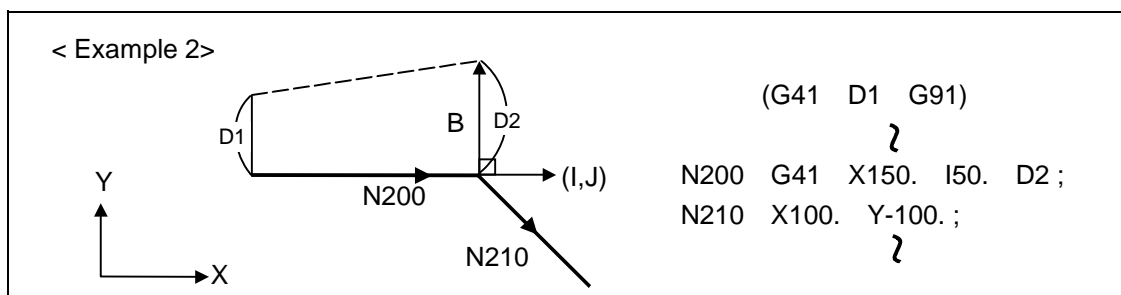 < Example 2>
(G41 D1 G91)
D1
B
D2
N200 G41 X150. I50. D2 ;
Y
N200
(I,J)
N210 X100. Y-100. ;
N210
X